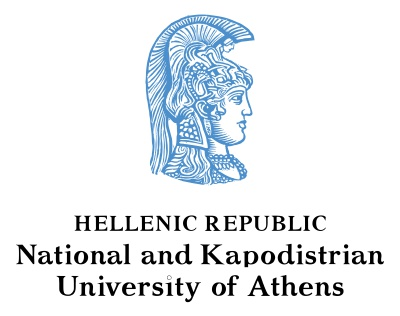 HELLENIC REPUBLIC
National and Kapodistrian
University of Athens